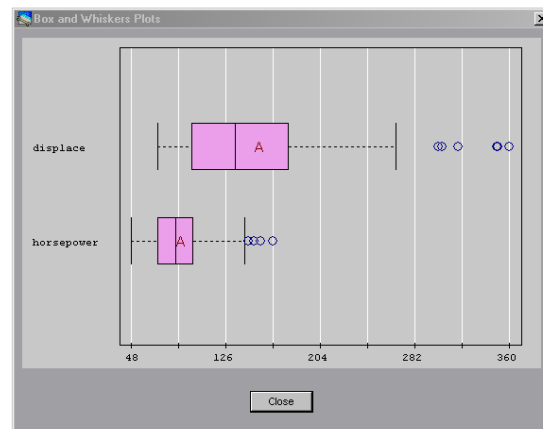 Box and Whiskers Plots
displace
A
horsepower
A
48 126 204 282 360
Close